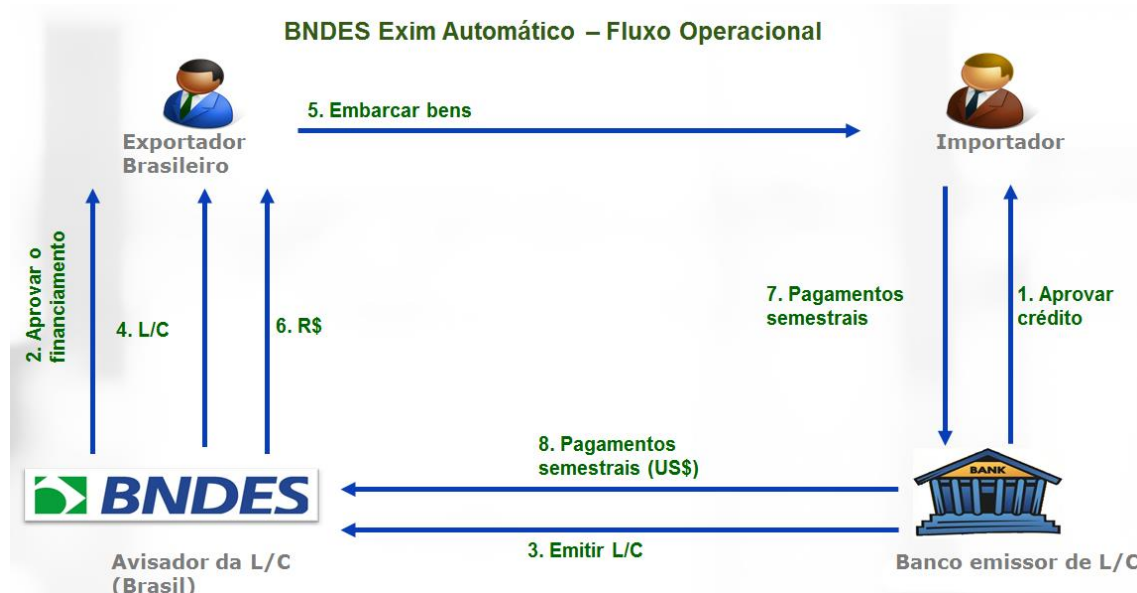 BNDES Exim Automático – Fluxo Operacional
5. Embarcar bens
Exportador
Brasileiro
Importador
2. Aprovar o
financiamento
4. L/C
6. R$
7. Pagamentos
semestrais
1. Aprovar
crédito
8. Pagamentos
semestrais (US$)
BANK
BNDES
3. Emitir L/C
Avisador da L/C
(Brasil)
Banco emissor de L/C